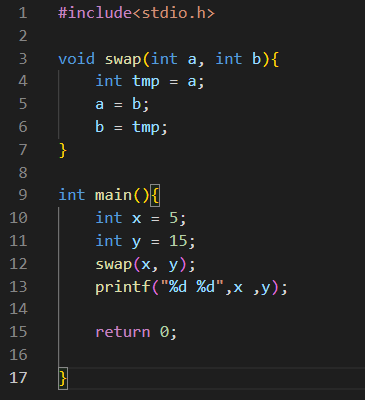 1 #include<stdio.h>
2
3 void swap(int a, int b){
4     int tmp = a;
5     a = b;
6     b = tmp;
7 }
8
9 int main(){
10     int x = 5;
11     int y = 15;
12     swap(x, y);
13     printf("%d %d",x ,y);
14
15     return 0;
16
17 }